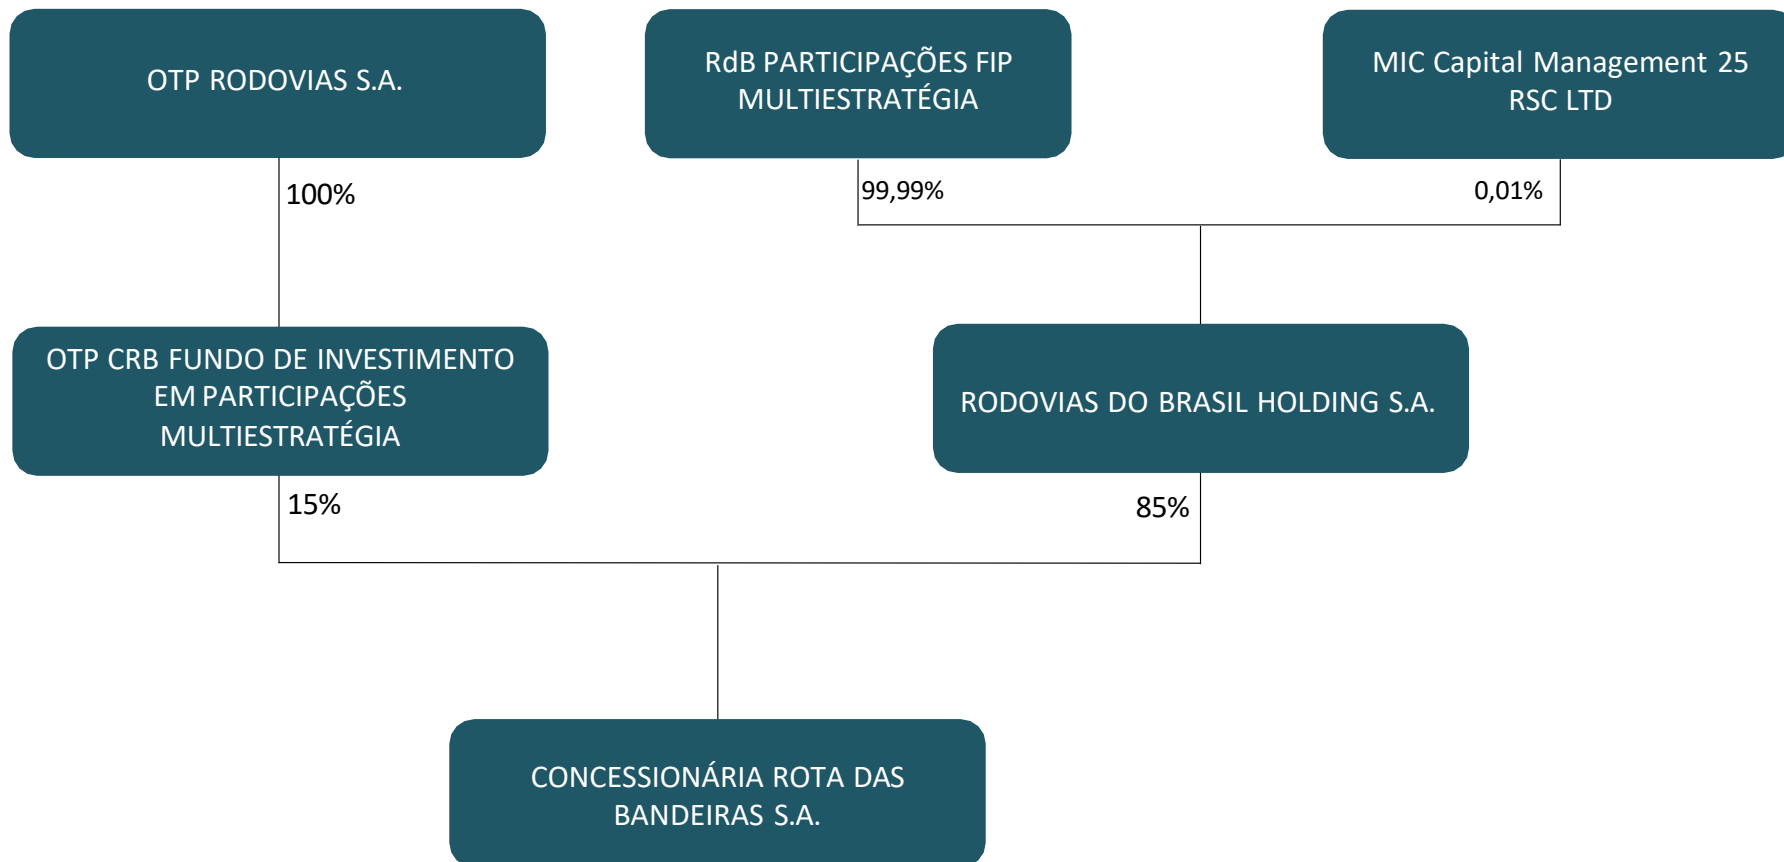 OTP RODOVIAS S.A.
RdB PARTICIPAÇÕES FIP
MULTIESTRATÉGIA
MIC Capital Management 25
RSC LTD
100%
99,99%
0,01%
OTP CRB FUNDO DE INVESTIMENTO
EM PARTICIPAÇÕES
MULTIESTRATÉGIA
RODOVIAS DO BRASIL HOLDING S.A.
15%
85%
CONCESSIONÁRIA ROTA DAS
BANDEIRAS S.A.